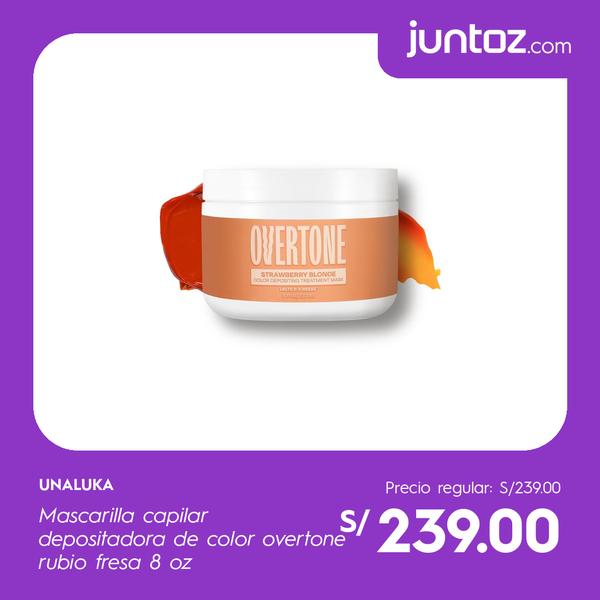 juntoz.com
OVERTONE
STRAWBERRY BLONDE
COLOR DEPOSITING TREATMENT MASK
UNALUKA
Precio regular: S/239.00
Mascarilla capilar
depositadora de color overtone
rubio fresa 8 oz
S/ 239.00